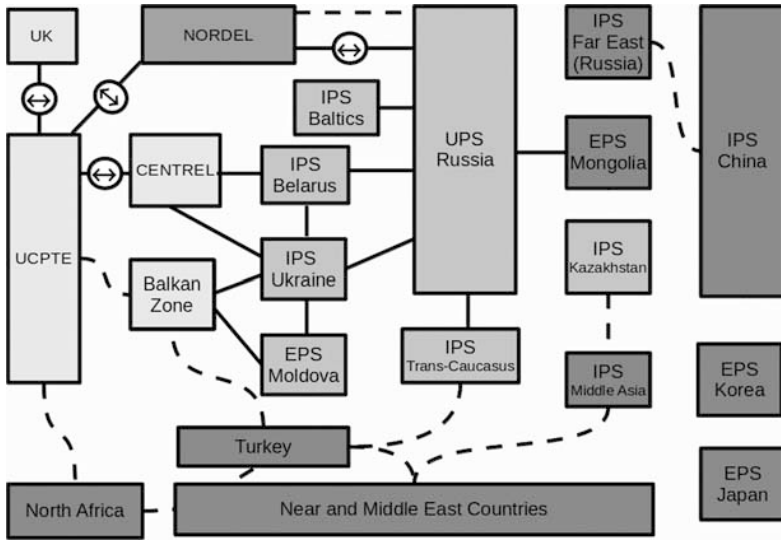 UK
NORDEL
IPS
Far East
(Russia)
IPS
China
IPS
Baltics
UPS
Russia
EPS
Mongolia
UCPTE
CENTREL
IPS
Belarus
Balkan
Zone
IPS
Ukraine
IPS
Kazakhstan
EPS
Moldova
IPS
Trans-Caucasus
IPS
Middle Asia
EPS
Korea
Turkey
North Africa
Near and Middle East Countries
EPS
Japan